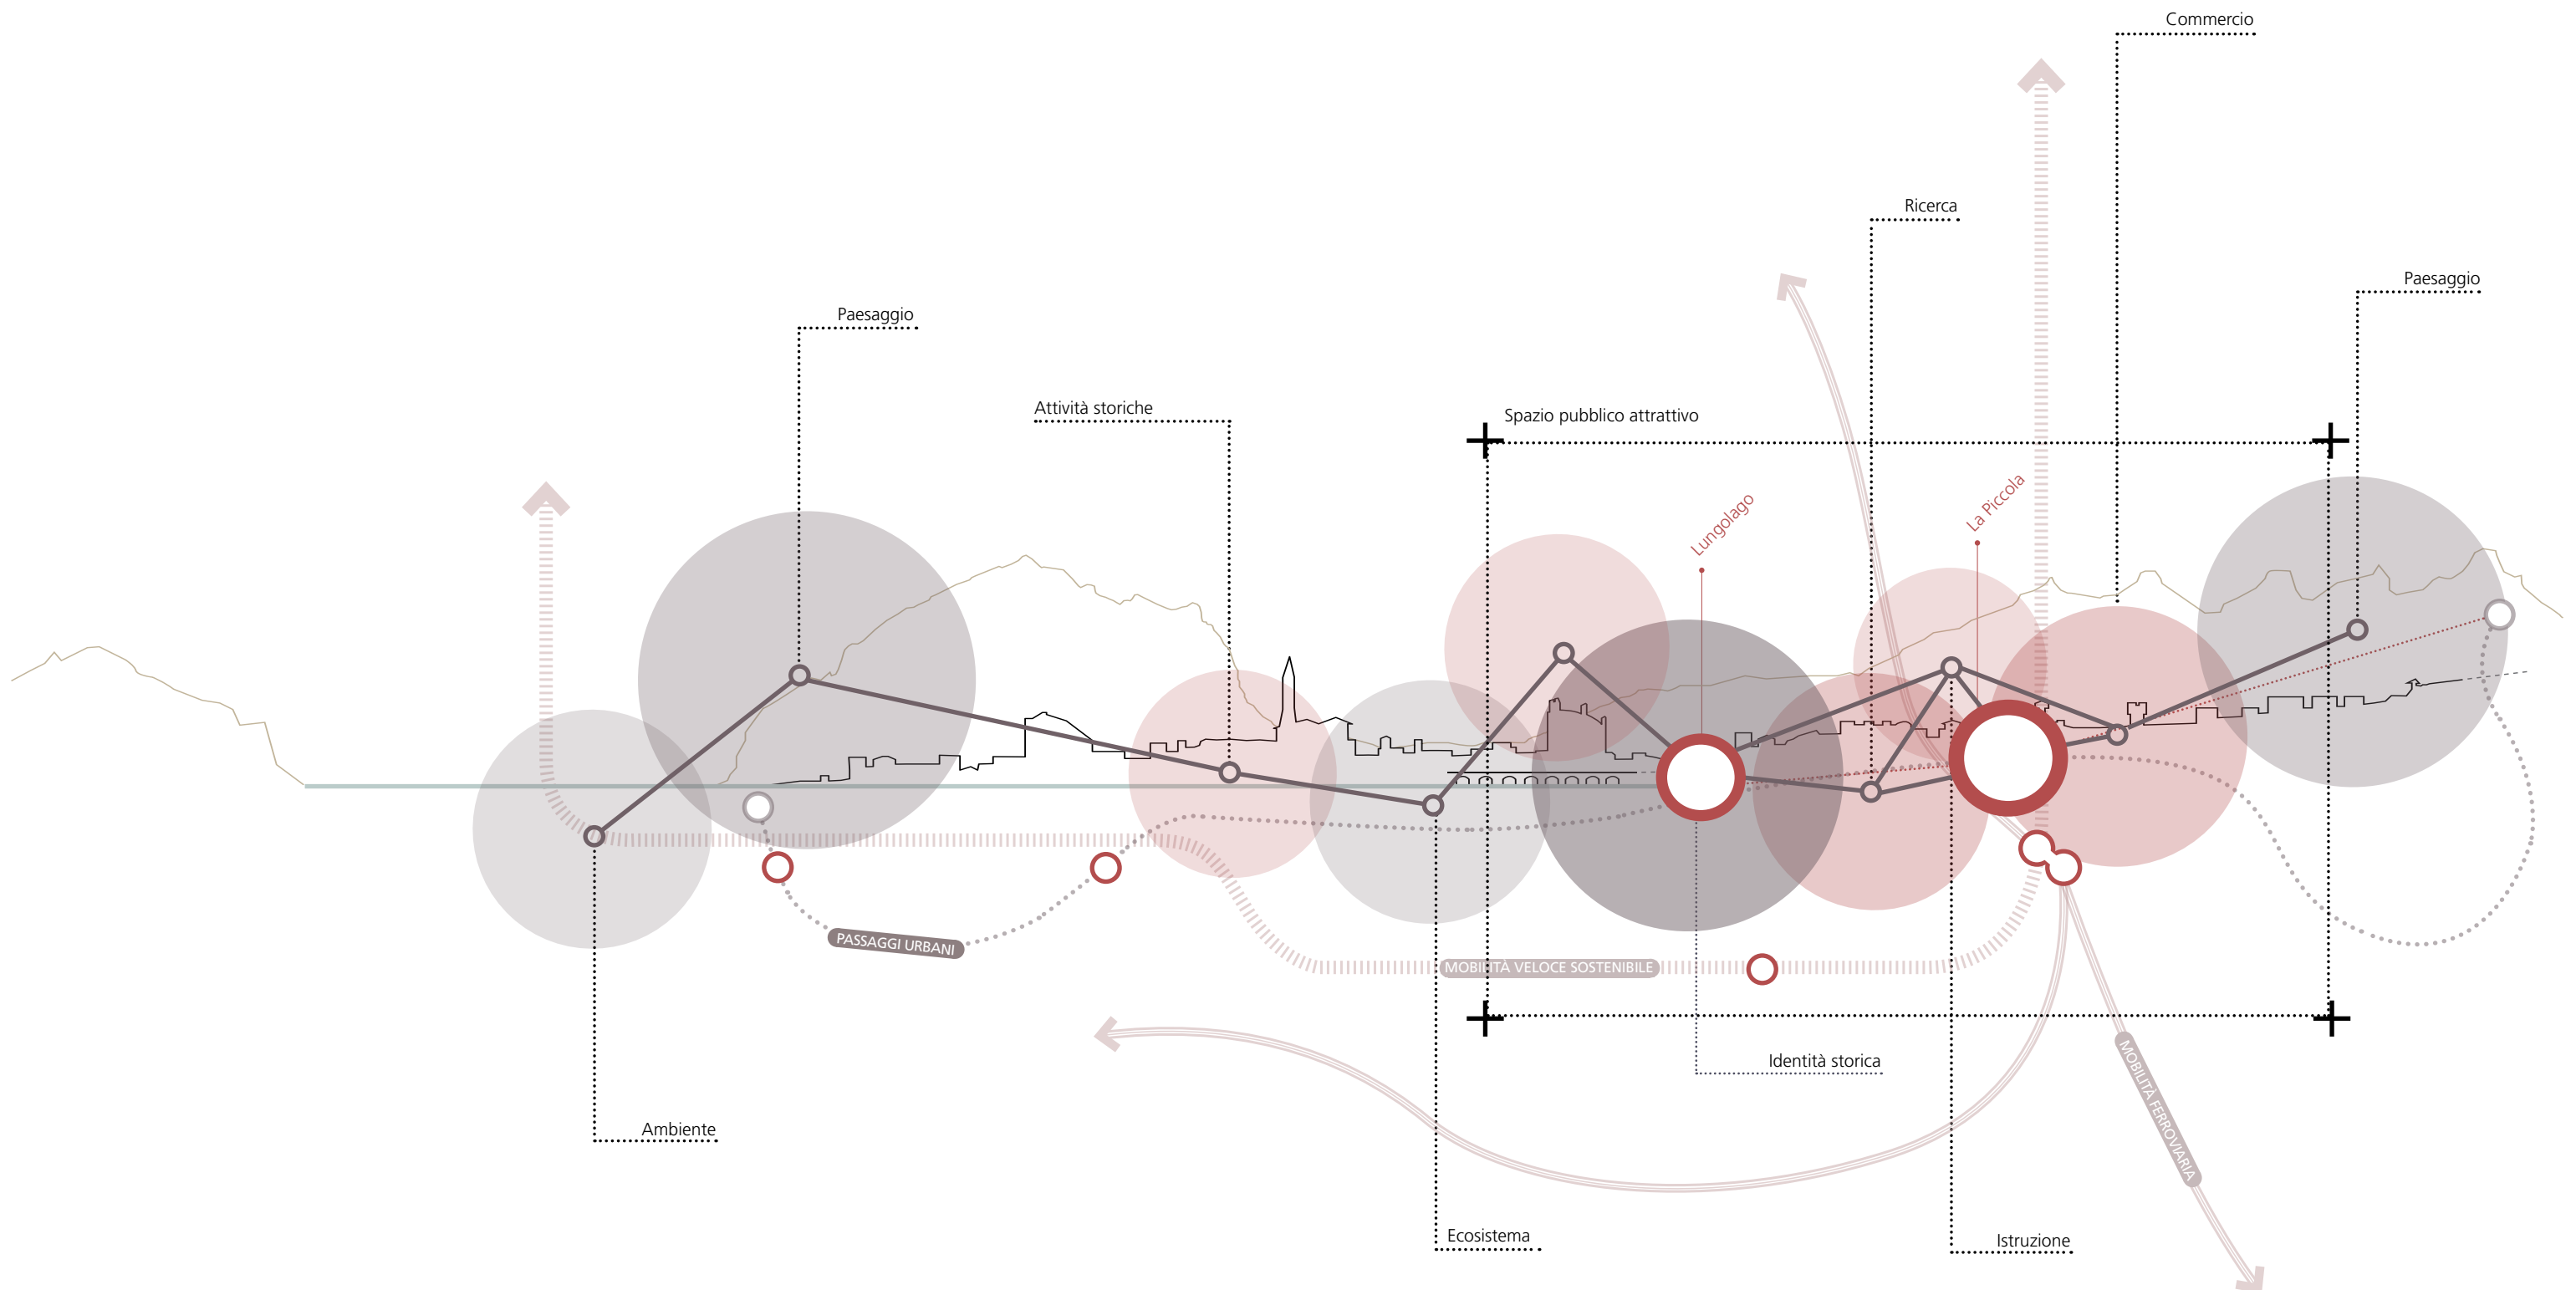 Commercio
Ricerca
Paesaggio
Paesaggio
Attività storiche
Spazio pubblico attrattivo
Lungolago
La Piccola
PASSAGGI URBANI
MOBILITÀ VELOCE SOSTENIBILE
Identità storica
MOBILITÀ FERROVIARIA
Ambiente
Ecosistema
Istruzione